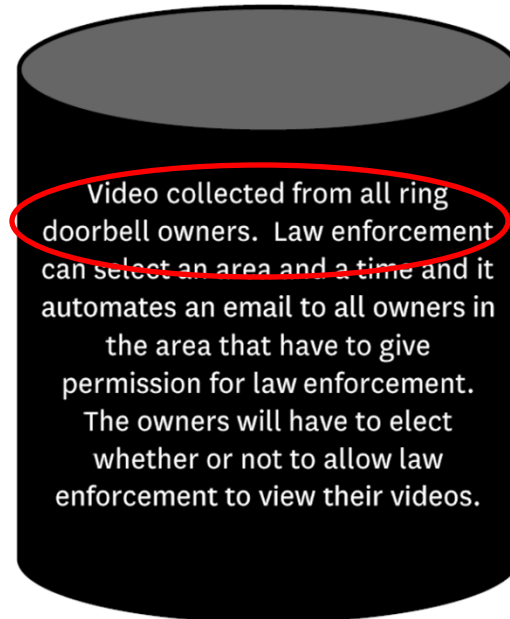 Video collected from all ring
doorbell owners.  Law enforcement
can select an area and a time and it
automates an email to all owners in
the area that have to give
permission for law enforcement.
The owners will have to elect
whether or not to allow law
enforcement to view their videos.